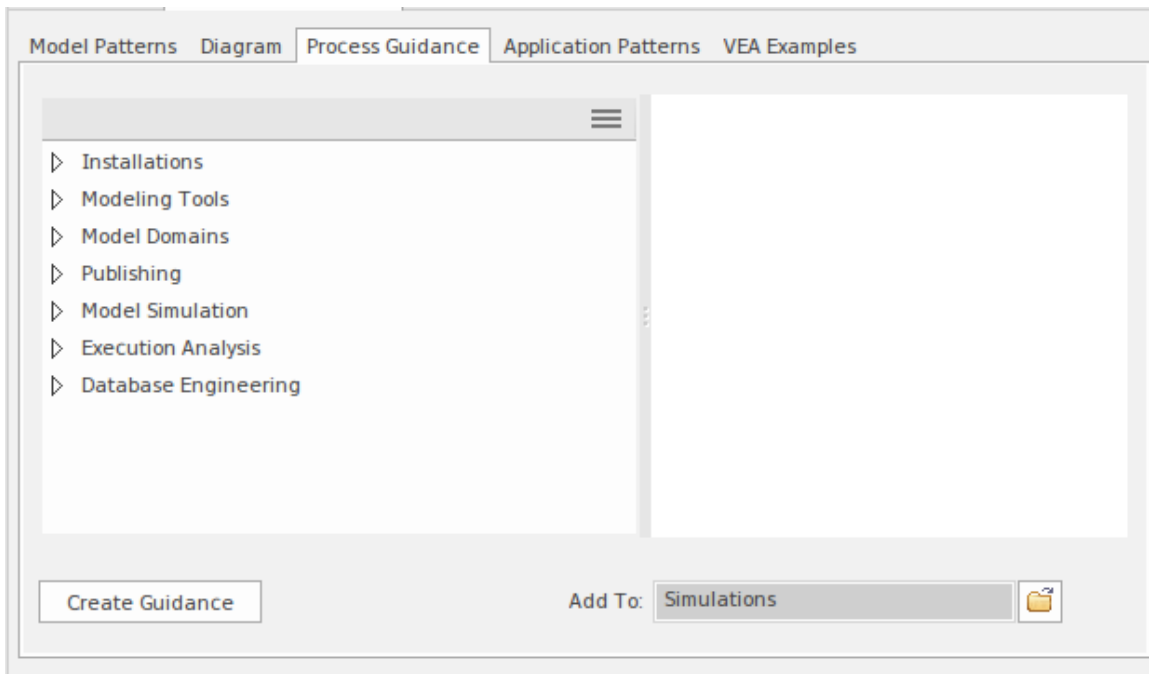 Model Patterns Diagram Process Guidance Application Patterns VEA Examples
Installations
Modeling Tools
Model Domains
Publishing
Model Simulation
Execution Analysis
Database Engineering
Create Guidance Add To: Simulations